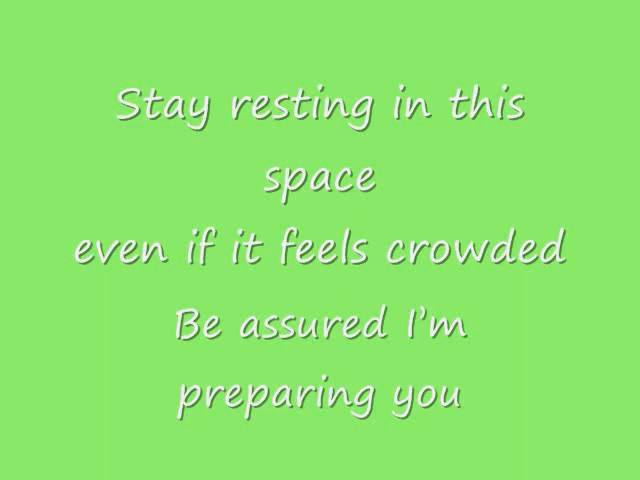 Stay resting in this
space
even if it feels crowded
Be assured I'm
preparing you